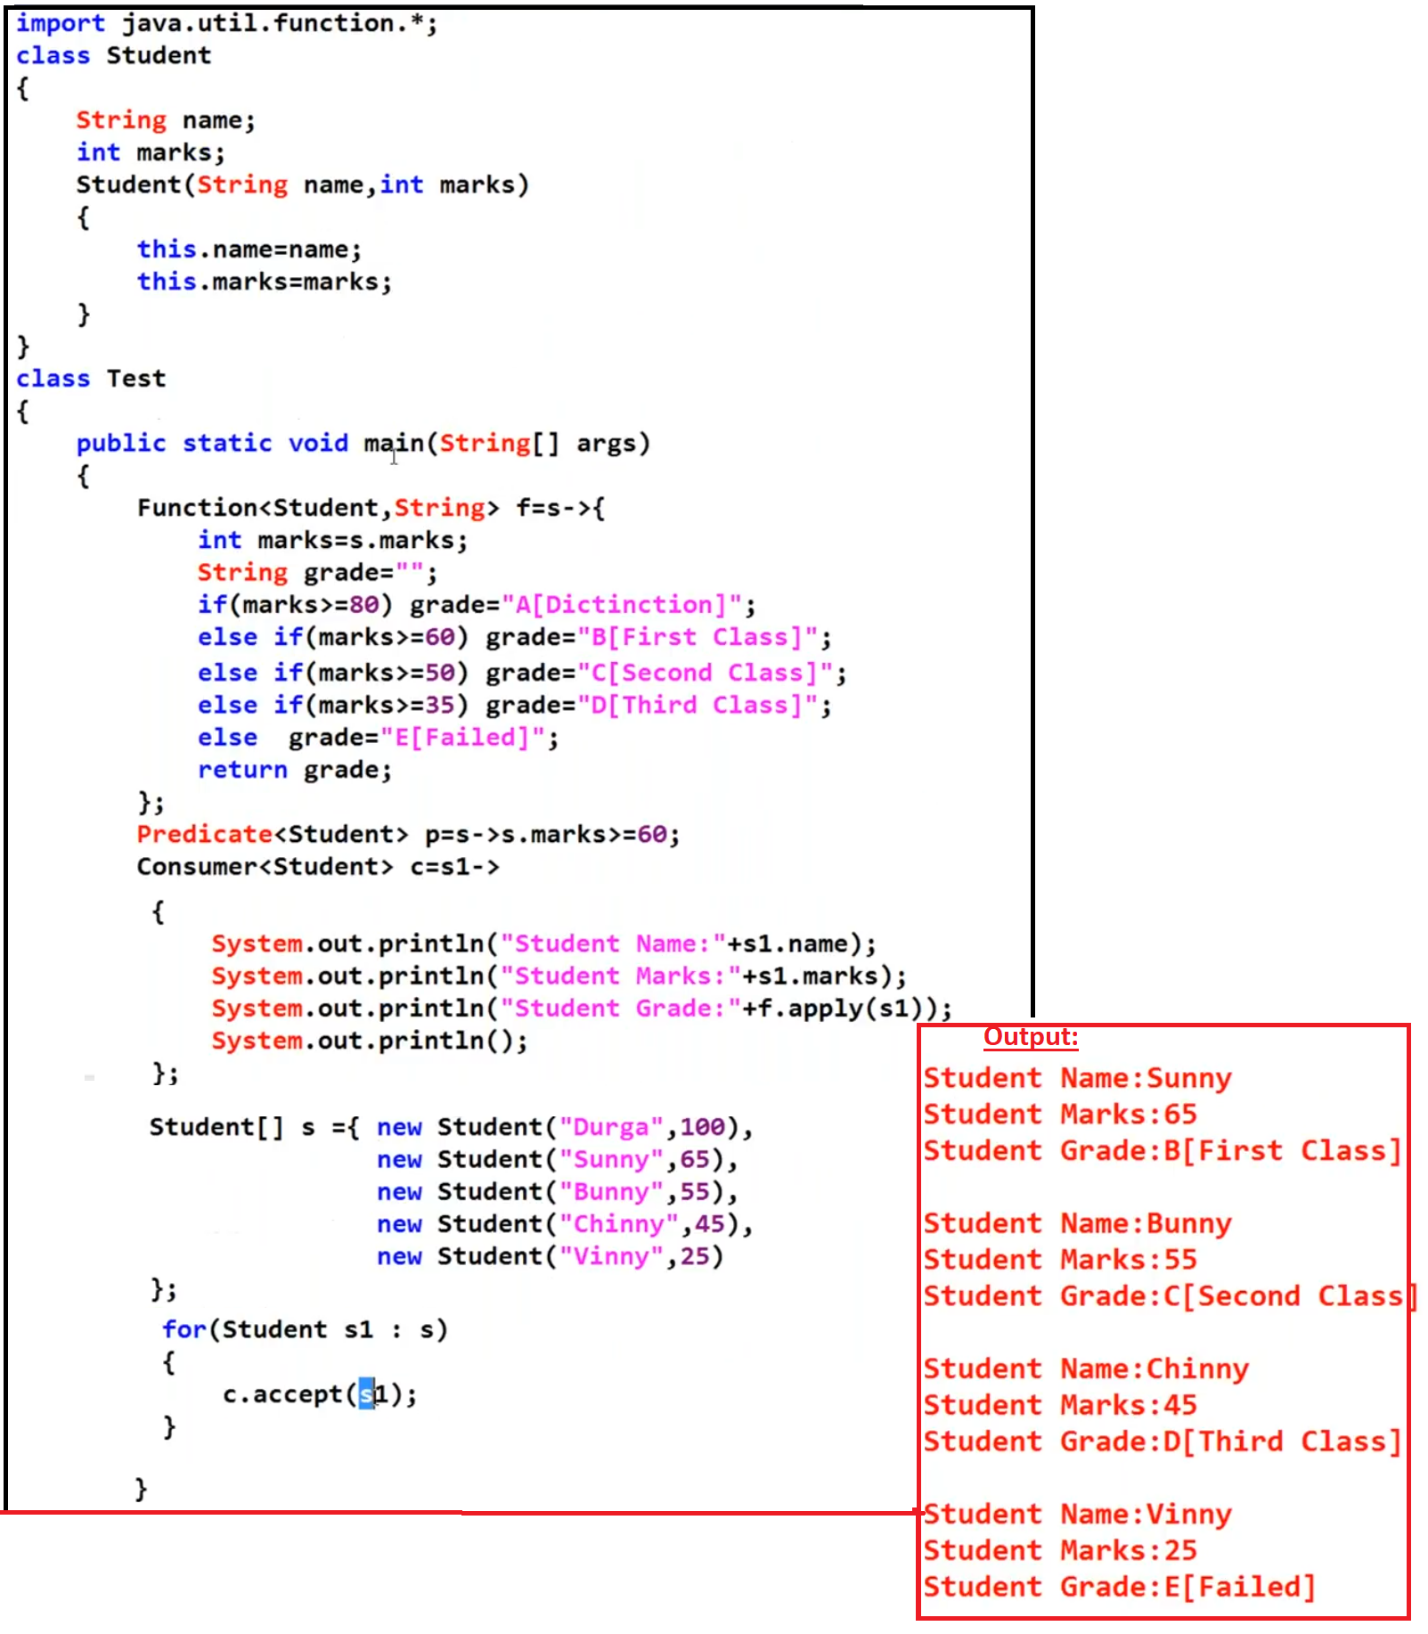 import java.util.function.*;
class Student
{
    String name;
    int marks;
    Student(String name,int marks)
    {
        this.name=name;
        this.marks=marks;
    }
}
class Test
{
    public static void main(String[] args)
    {
        Function<Student,String> f=s->{
            int marks=s.marks;
            String grade="";
            if(marks>=80) grade="A[Dictinction]";
            else if(marks>=60) grade="B[First Class]";
            else if(marks>=50) grade="C[Second Class]";
            else if(marks>=35) grade="D[Third Class]";
            else  grade="E[Failed]";
            return grade;
        };
        Predicate<Student> p=s->s.marks>=60;
        Consumer<Student> c=s1->
        {
            System.out.println("Student Name:"+s1.name);
            System.out.println("Student Marks:"+s1.marks);
            System.out.println("Student Grade:"+f.apply(s1));
            System.out.println();
        };
        Student[] s ={ new Student("Durga",100),
                       new Student("Sunny",65),
                       new Student("Bunny",55),
                       new Student("Chinny",45),
                       new Student("Vinny",25)
        };
        for(Student s1 : s)
        {
            c.accept(s1);
        }
    }
Output:
Student Name:Sunny
Student Marks:65
Student Grade:B[First Class]
Student Name:Bunny
Student Marks:55
Student Grade:C[Second Class]
Student Name:Chinny
Student Marks:45
Student Grade:D[Third Class]
Student Name:Vinny
Student Marks:25
Student Grade:E[Failed]